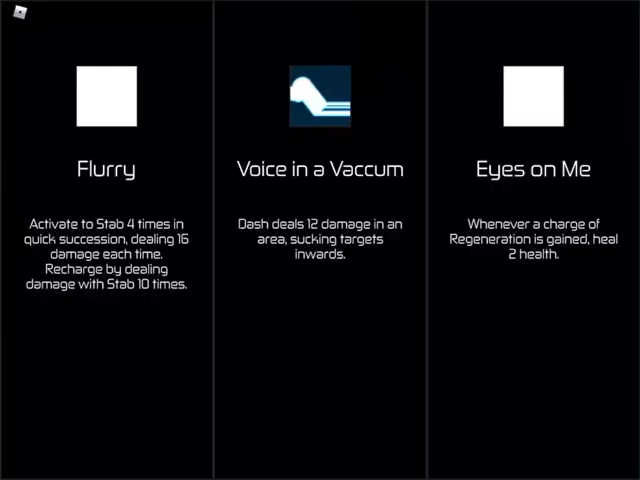 Flurry
Activate to Stab 4 times in
quick succession, dealing 16
damage each time.
Recharge by dealing
damage with Stab 10 times.
Voice in a Vaccum
Dash deals 12 damage in an
area, sucking targets
inwards.
Eyes on Me
Whenever a charge of
Regeneration is gained, heal
2 health.